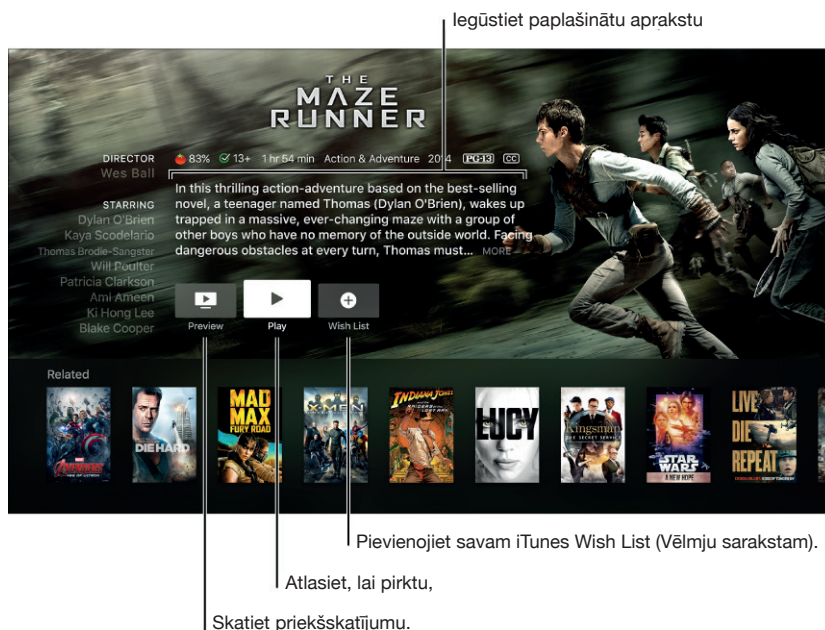 Iegūstiet paplašinātu aprakstu
THE
MAZE
RUNNER
DIRECTOR
Wes Ball
STARRING
Dylan O'Brien
Kaya Scodelario
Thomas Brodie-Sangster
Will Poulter
Patricia Clarkson
Ami Ameen
Ki Hong Lee
Blake Cooper
83% 13+ 1 hr 54 min Action & Adventure 2014 PG-13 CC
In this thrilling action-adventure based on the best-selling
novel, a teenager named Thomas (Dylan O'Brien), wakes up
trapped in a massive, ever-changing maze with a group of
other boys who have no memory of the outside world. Facing
dangerous obstacles at every turn, Thomas must... MORE
Preview
Play
Wish List
Related
AVENGERS
DIE HARD
MAD
MAX
FURY ROAD
X-MEN
INDIANA JONES
LUCY
Kingsman
THE SECRET SERVICE
STAR
WARS
A NEW HOPE
LIVE
DIE
REPEAT
Pievienojiet savam iTunes Wish List (Vēlmju sarakstam).
Atlasiet, lai pirktu,
Skatiet priekšskatījumu.